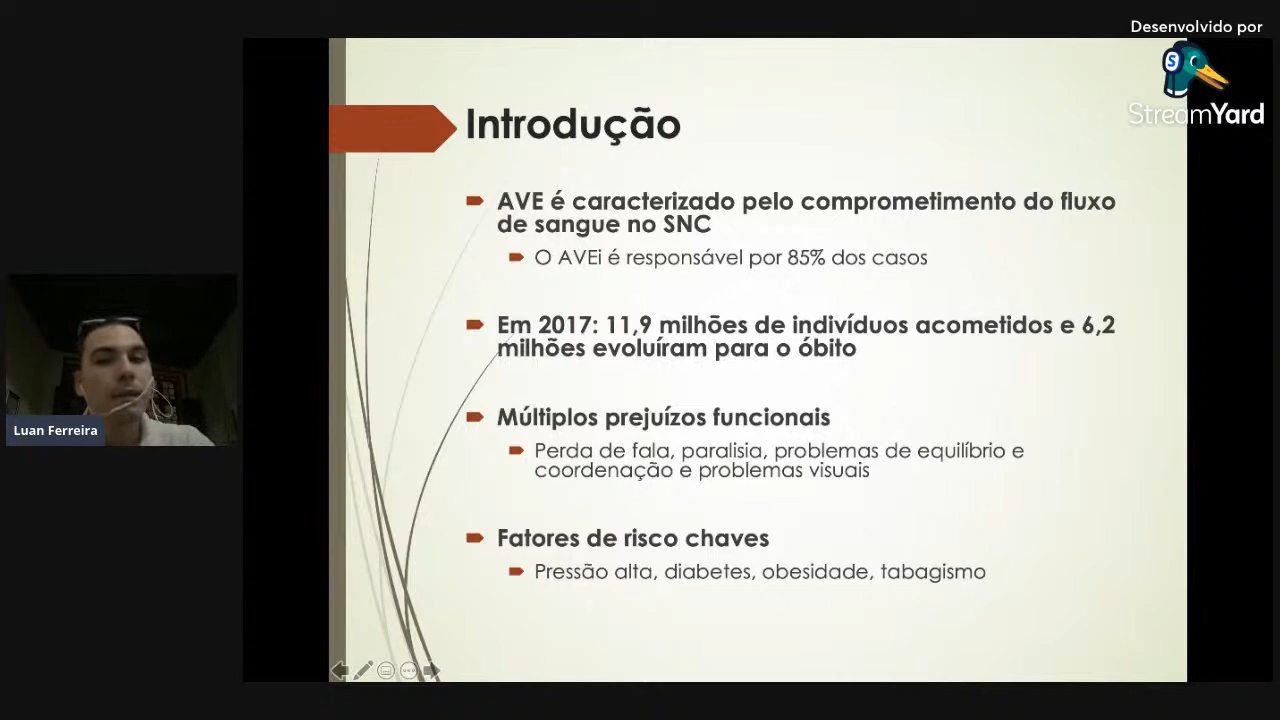 Desenvolvido por
StreamYard
Introdução
AVE é caracterizado pelo comprometimento do fluxo
de sangue no SNC
O AVEi é responsável por 85% dos casos
Em 2017: 11,9 milhões de indivíduos acometidos e 6,2
milhões evoluíram para o óbito
Múltiplos prejuízos funcionais
Perda de fala, paralisia, problemas de equilíbrio e
coordenação e problemas visuais
Fatores de risco chaves
Pressão alta, diabetes, obesidade, tabagismo
Luan Ferreira